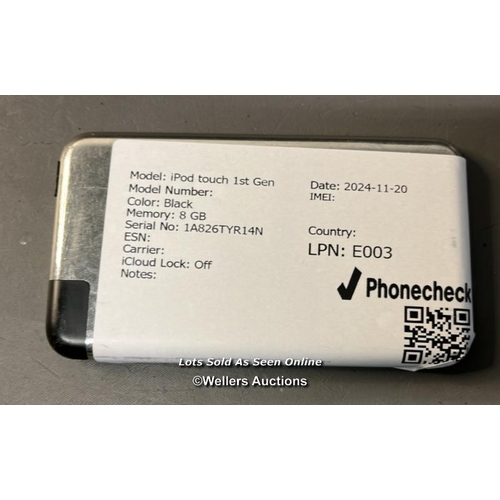 Model: iPod touch 1st Gen
Model Number:
Color: Black
Memory: 8 GB
Serial No: 1A826TYR14N
ESN:
Carrier:
iCloud Lock: Off
Notes:
Date: 2024-11-20
IMEI:
Country:
LPN: E003
Phonecheck
Lots Sold As Seen Online
©Wellers Auctions